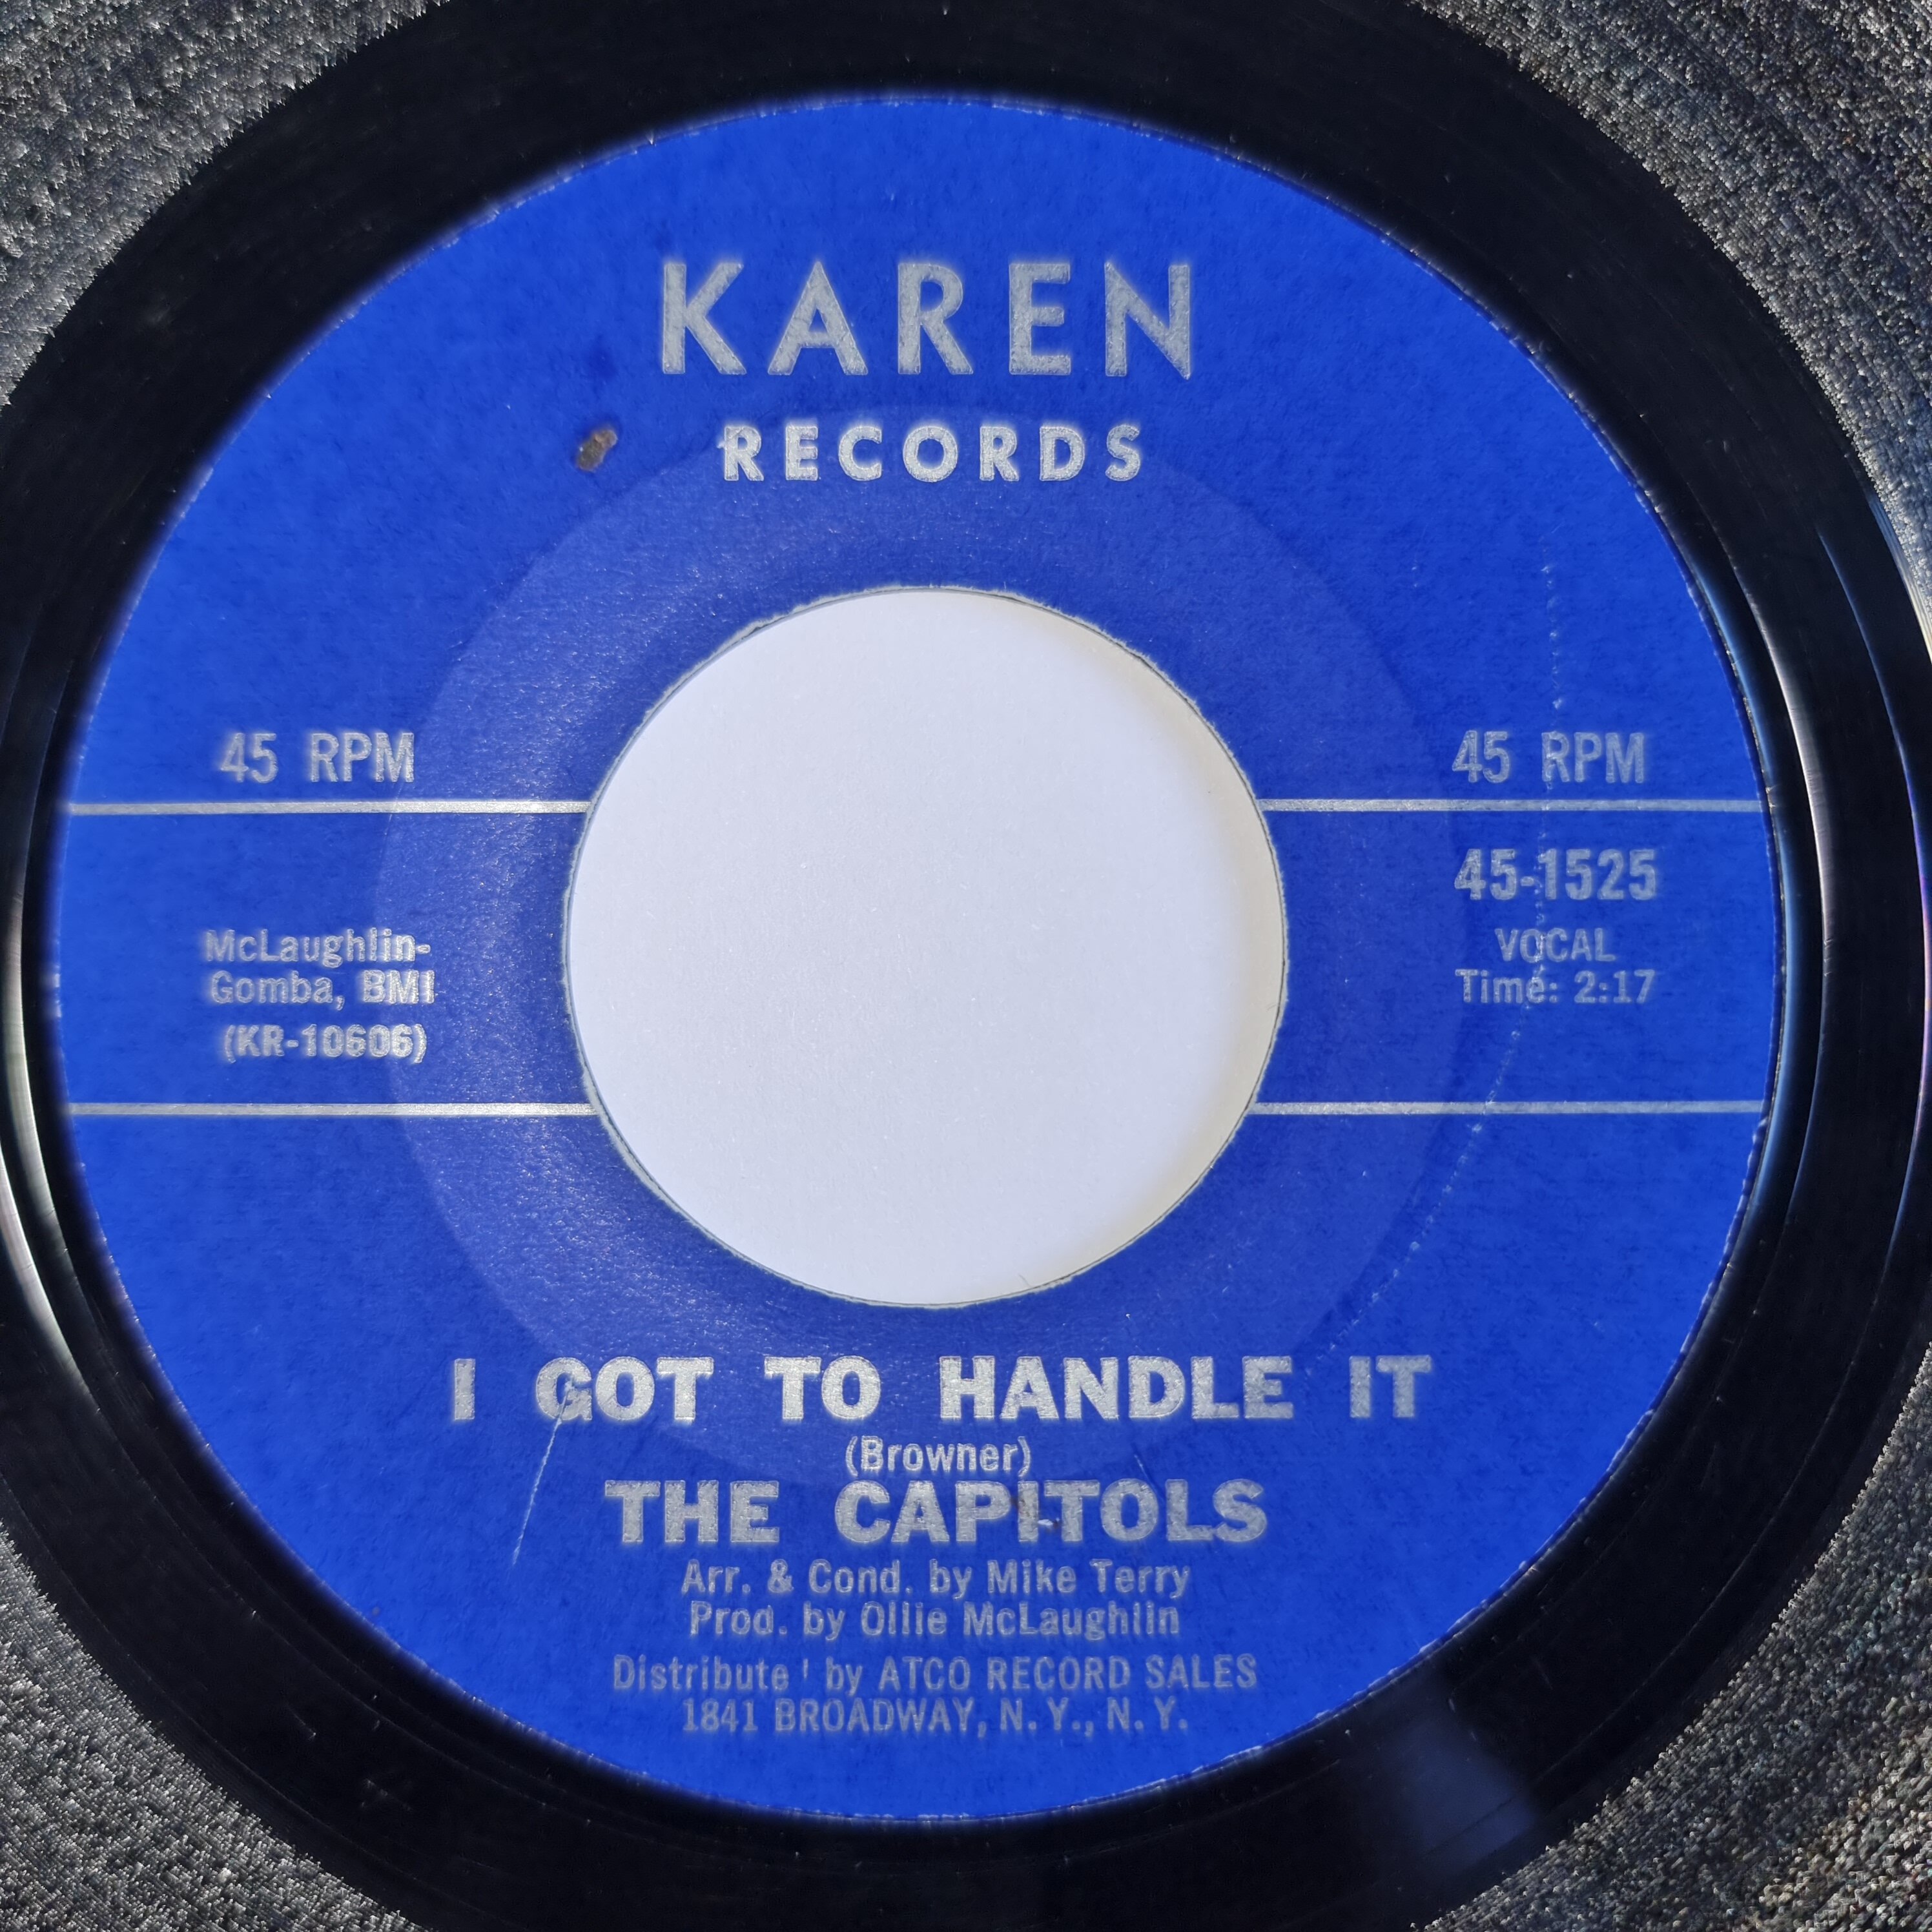 KAREN
RECORDS
45 RPM
45 RPM
McLaughlin-
Gomba, BMI
(KR-10606)
45-1525
VOCAL
Time: 2:17
I GOT TO HANDLE IT
(Browner)
THE CAPITOLS
Arr. & Cond. by Mike Terry
Prod. by Ollie McLaughlin
Distribute' by ATCO RECORD SALES
1841 BROADWAY, N. Y., N. Y.